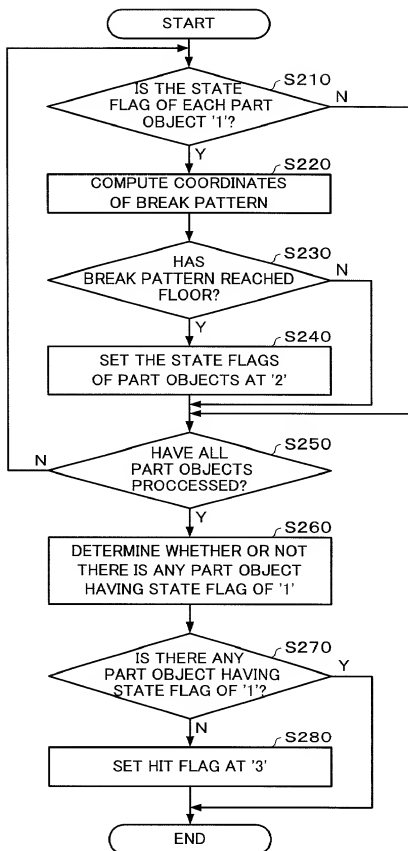 START
S210
IS THE STATE
FLAG OF EACH PART
OBJECT '1'?
N
Y
S220
COMPUTE COORDINATES
OF BREAK PATTERN
S230
HAS
BREAK PATTERN REACHED
FLOOR?
N
Y
S240
SET THE STATE FLAGS
OF PART OBJECTS AT '2'
S250
HAVE ALL
PART OBJECTS
PROCCESSED?
N
Y
S260
DETERMINE WHETHER OR NOT
THERE IS ANY PART OBJECT
HAVING STATE FLAG OF '1'
S270
IS THERE ANY
PART OBJECT HAVING
STATE FLAG OF '1'?
Y
N
S280
SET HIT FLAG AT '3'
END